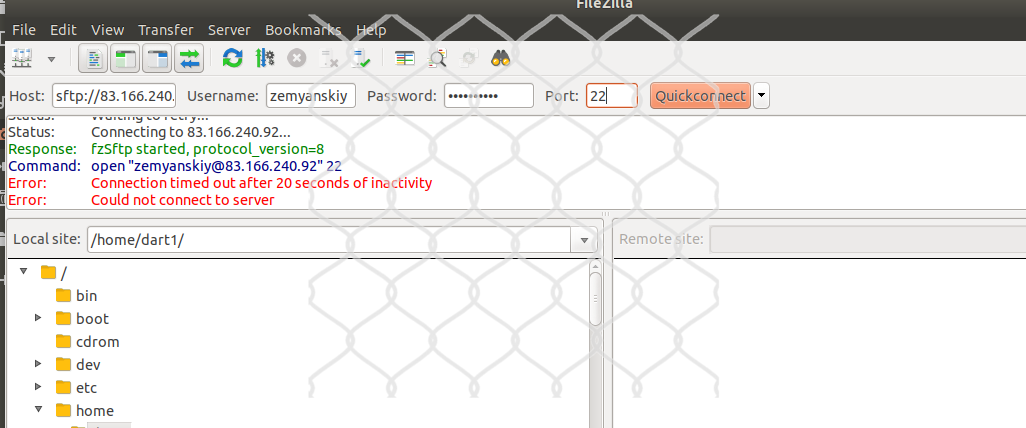 FileZilla
File Edit View Transfer Server Bookmarks Help
Host: sftp://83.166.240. Username: zemyanskiy Password: •••••••••• Port: 22 Quickconnect
Status: Waiting to retry...
Status: Connecting to 83.166.240.92...
Response: fzSftp started, protocol_version=8
Command: open "zemyanskiy@83.166.240.92" 22
Error: Connection timed out after 20 seconds of inactivity
Error: Could not connect to server
Local site: /home/dart1/ Remote site:
/
bin
boot
cdrom
dev
etc
home